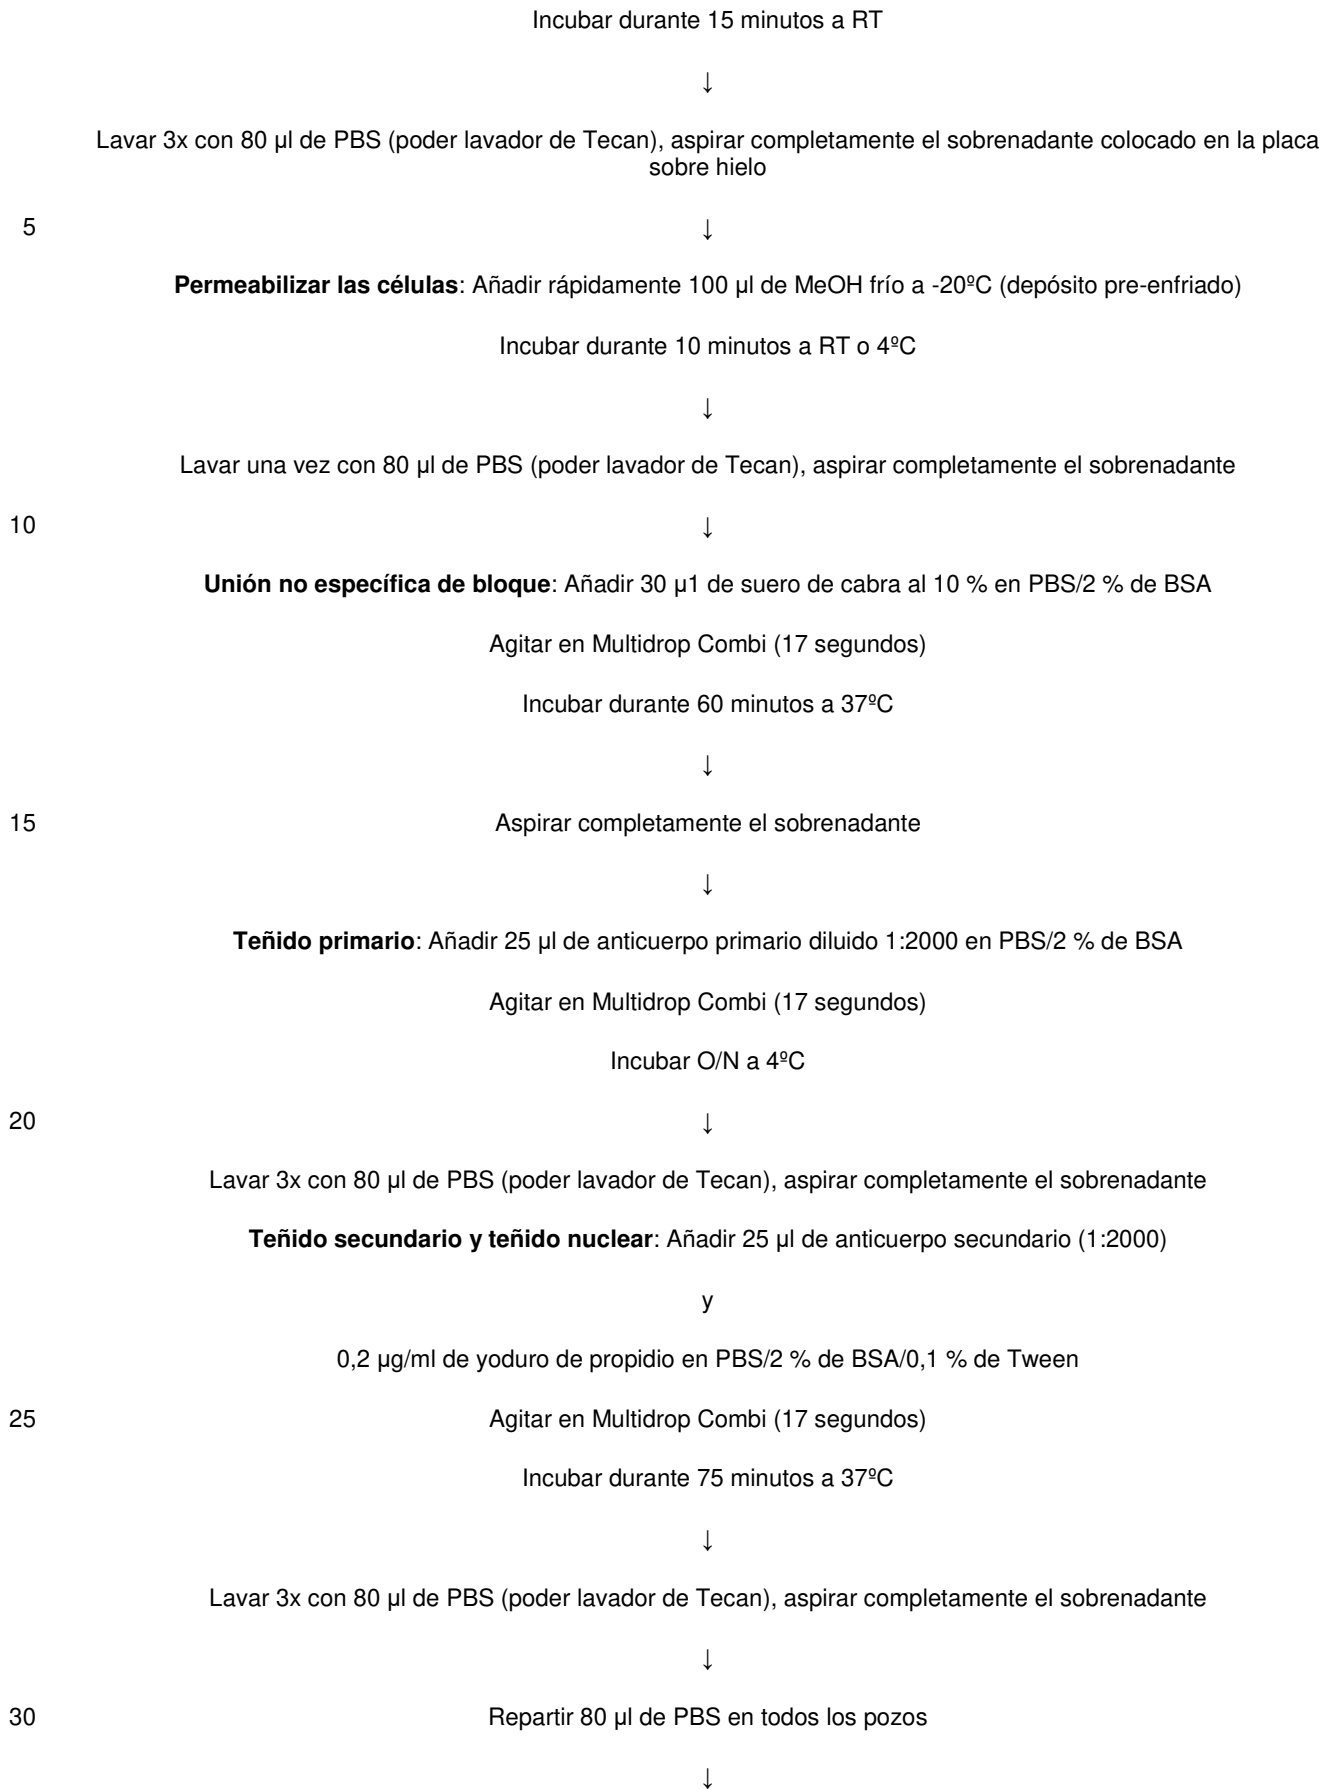 Incubar durante 15 minutos a RT
↓
Lavar 3x con 80 µl de PBS (poder lavador de Tecan), aspirar completamente el sobrenadante colocado en la placa
sobre hielo
5 ↓
Permeabilizar las células: Añadir rápidamente 100 µl de MeOH frío a -20ºC (depósito pre-enfriado)
Incubar durante 10 minutos a RT o 4ºC
↓
Lavar una vez con 80 µl de PBS (poder lavador de Tecan), aspirar completamente el sobrenadante
10 ↓
Unión no específica de bloque: Añadir 30 µ1 de suero de cabra al 10 % en PBS/2 % de BSA
Agitar en Multidrop Combi (17 segundos)
Incubar durante 60 minutos a 37ºC
↓
15 Aspirar completamente el sobrenadante
↓
Teñido primario: Añadir 25 µl de anticuerpo primario diluido 1:2000 en PBS/2 % de BSA
Agitar en Multidrop Combi (17 segundos)
Incubar O/N a 4ºC
20 ↓
Lavar 3x con 80 µl de PBS (poder lavador de Tecan), aspirar completamente el sobrenadante
Teñido secundario y teñido nuclear: Añadir 25 µl de anticuerpo secundario (1:2000)
y
0,2 µg/ml de yoduro de propidio en PBS/2 % de BSA/0,1 % de Tween
25 Agitar en Multidrop Combi (17 segundos)
Incubar durante 75 minutos a 37ºC
↓
Lavar 3x con 80 µl de PBS (poder lavador de Tecan), aspirar completamente el sobrenadante
↓
30 Repartir 80 µl de PBS en todos los pozos
↓